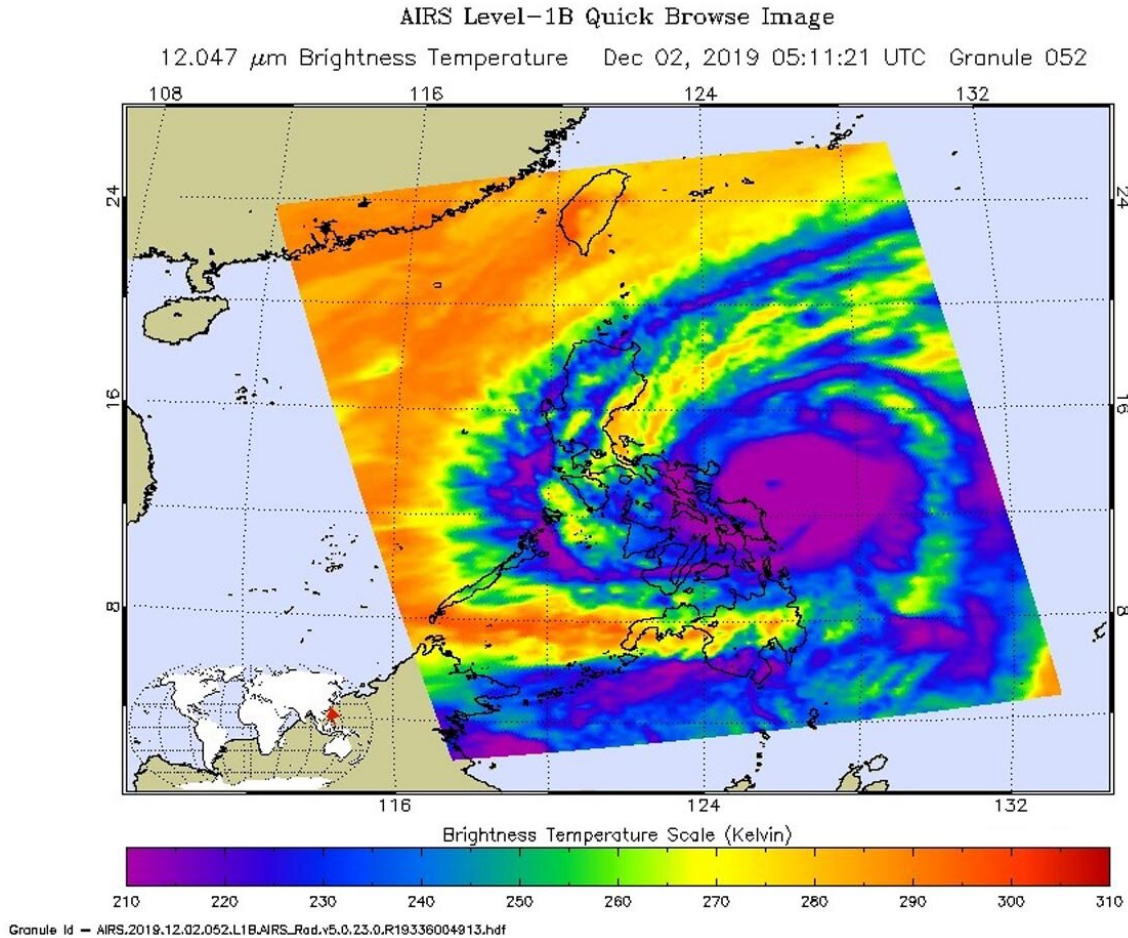 AIRS Level-1B Quick Browse Image
12.047 μm Brightness Temperature Dec 02, 2019 05:11:21 UTC Granule 052
108 116 124 132
24 24
16 16
8 8
116 124 132
Brightness Temperature Scale (Kelvin)
210 220 230 240 250 260 270 280 290 300 310
Granule Id - AIRS.2019.12.02.052.L1B.AIRS_Rad.v5.0.23.0.R19336004913.hdf